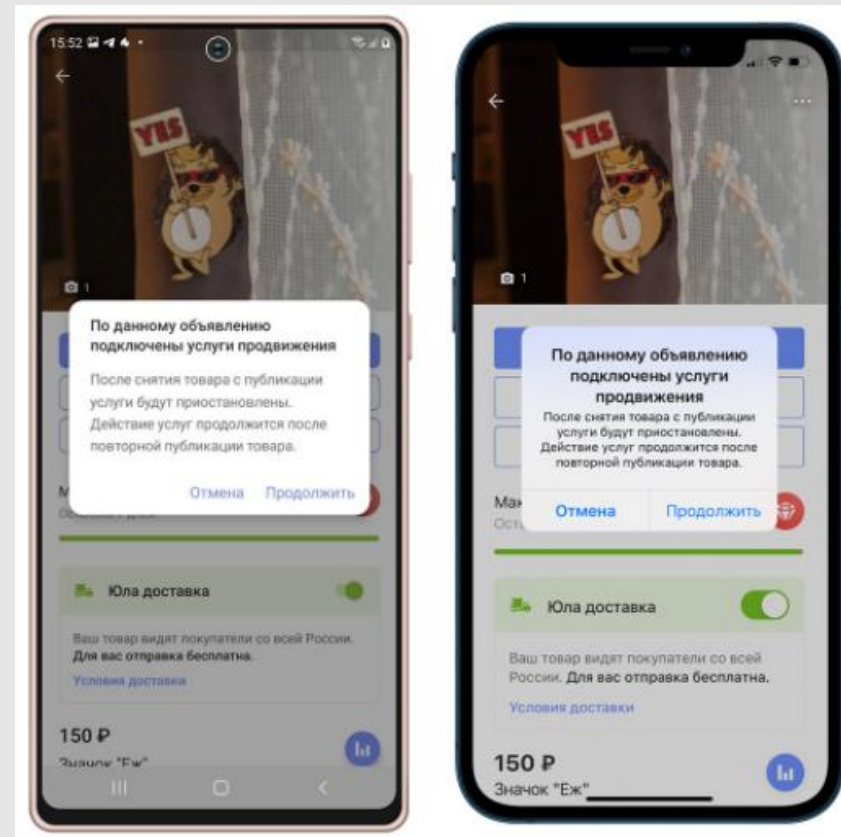 15:52
YES
1
По данному объявлению
подключены услуги продвижения
После снятия товара с публикации
услуги будут приостановлены.
Действие услуг продолжится после
повторной публикации товара.
Отмена Продолжить
Юла доставка
Ваш товар видят покупатели со всей России.
Для вас отправка бесплатна.
Условия доставки
150 ₽
Значок "Еж"
YES
1
По данному объявлению
подключены услуги
продвижения
После снятия товара с публикации
услуги будут приостановлены.
Действие услуг продолжится после
повторной публикации товара.
Отмена Продолжить
Юла доставка
Ваш товар видят покупатели со всей
России. Для вас отправка бесплатна.
Условия доставки
150 ₽
Значок "Еж"